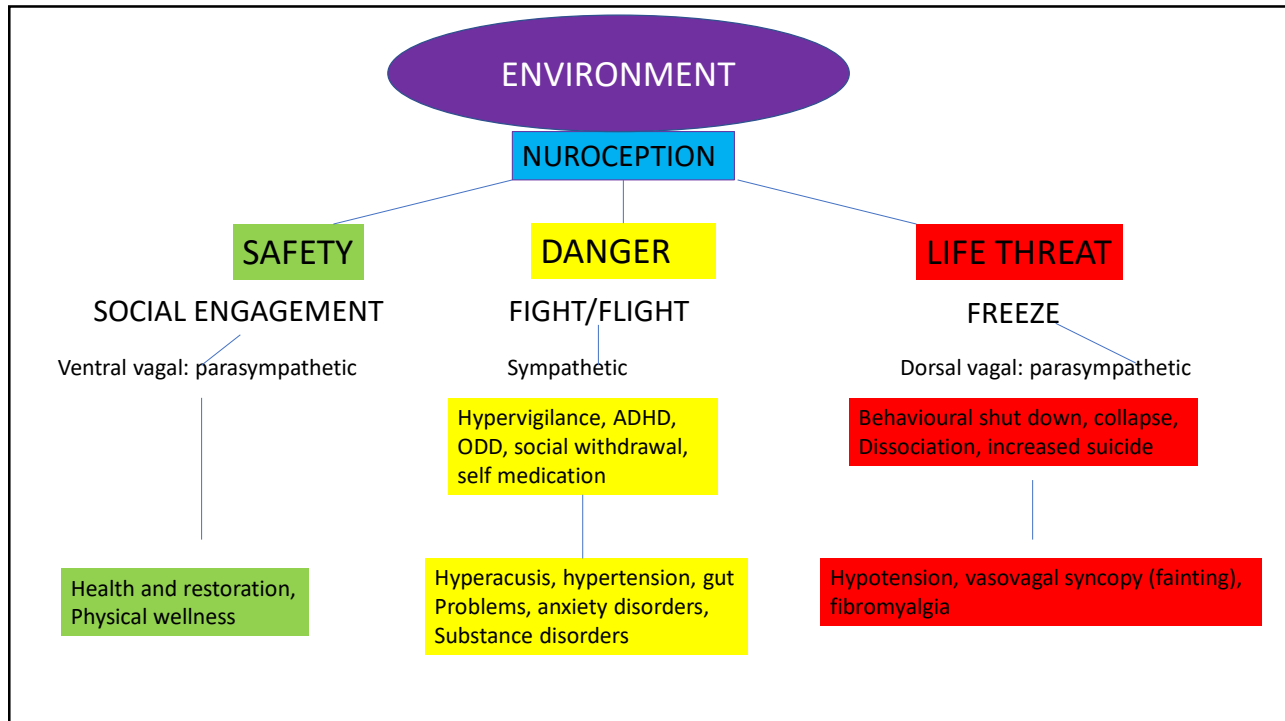 ENVIRONMENT
NUROCEPTION
SAFETY
DANGER
LIFE THREAT
SOCIAL ENGAGEMENT
FIGHT/FLIGHT
FREEZE
Ventral vagal: parasympathetic
Sympathetic
Dorsal vagal: parasympathetic
Hypervigilance, ADHD,
ODD, social withdrawal,
self medication
Behavioural shut down, collapse,
Dissociation, increased suicide
Health and restoration,
Physical wellness
Hyperacusis, hypertension, gut
Problems, anxiety disorders,
Substance disorders
Hypotension, vasovagal syncopy (fainting),
fibromyalgia